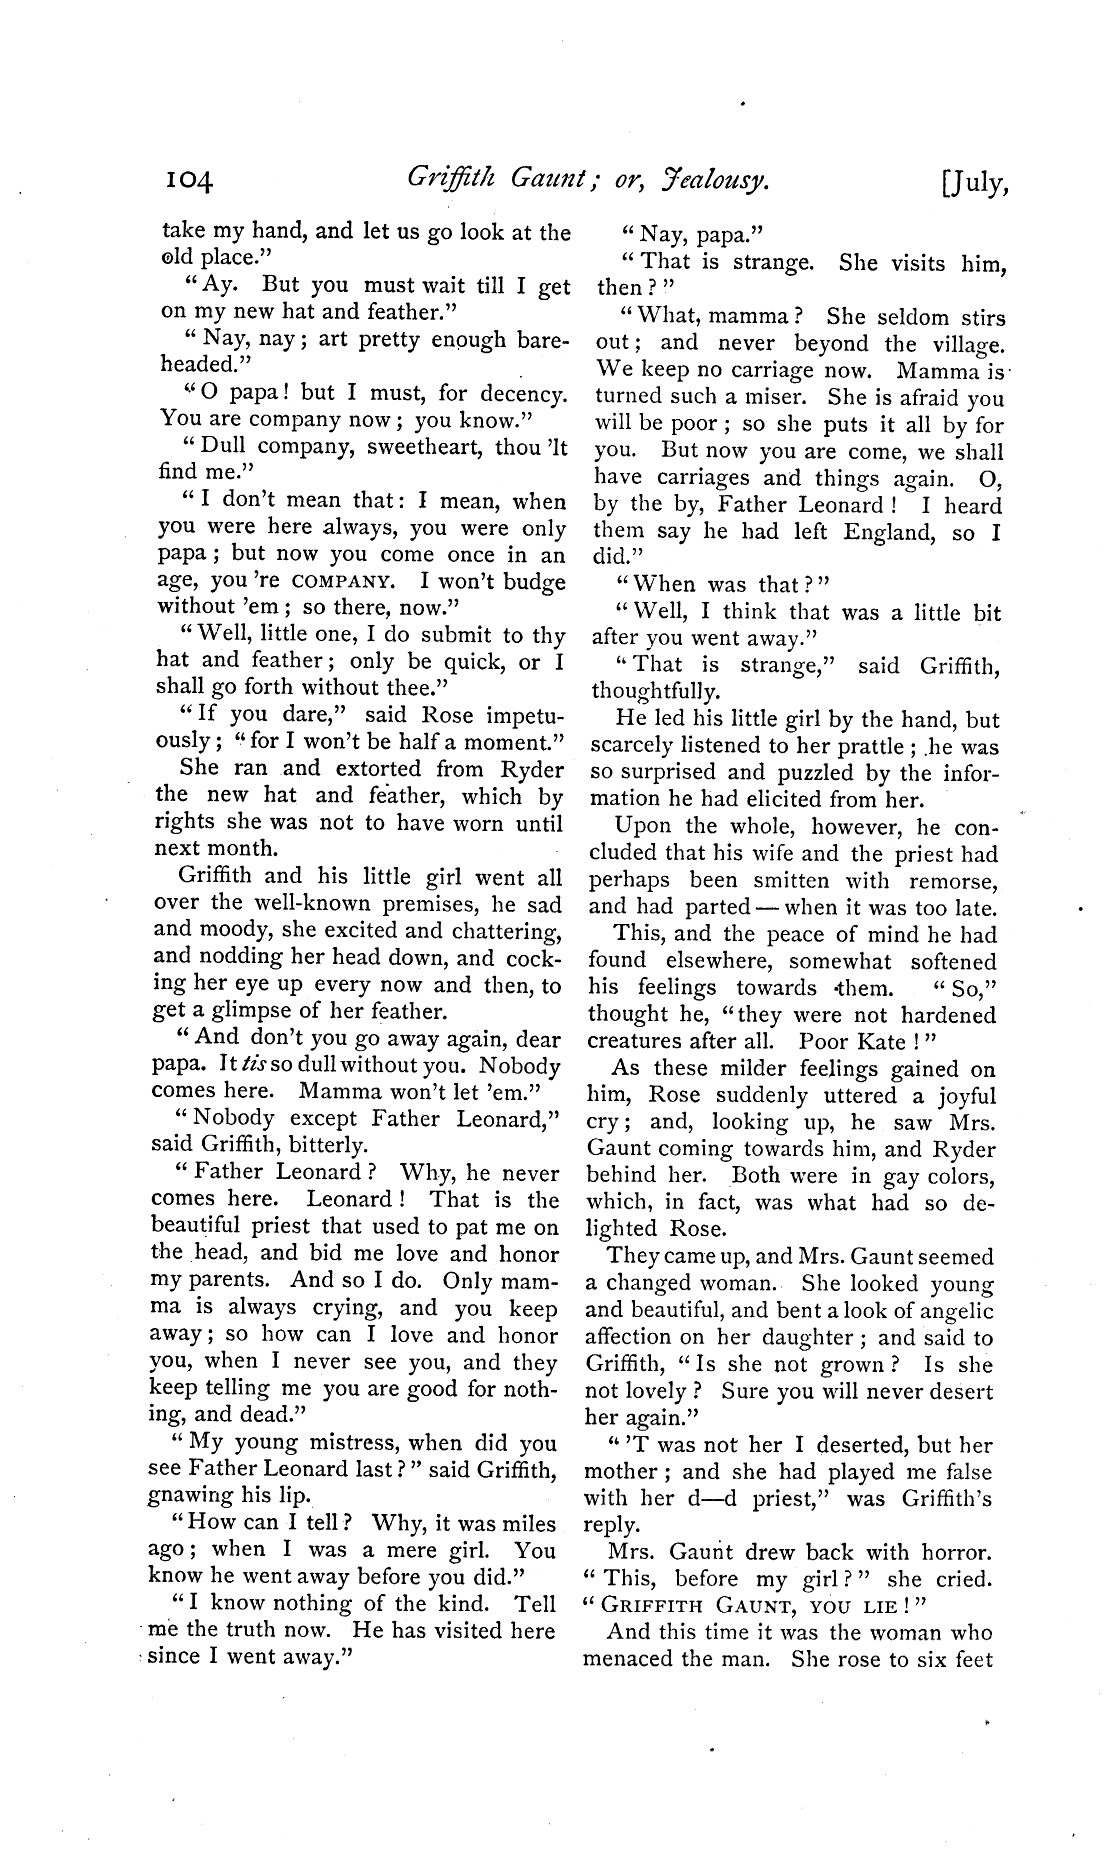 104 Griffith Gaunt; or, Jealousy. [July,
take my hand, and let us go look at the
old place.”
“Ay. But you must wait till I get
on my new hat and feather.”
“Nay, nay; art pretty enough bare-
headed.”
“O papa! but I must, for decency.
You are company now; you know.”
“Dull company, sweetheart, thou ’lt
find me.”
“I don’t mean that: I mean, when
you were here always, you were only
papa; but now you come once in an
age, you ’re COMPANY. I won’t budge
without ’em; so there, now.”
“Well, little one, I do submit to thy
hat and feather; only be quick, or I
shall go forth without thee.”
“If you dare,” said Rose impetu-
ously; “for I won’t be half a moment.”
She ran and extorted from Ryder
the new hat and feather, which by
rights she was not to have worn until
next month.
Griffith and his little girl went all
over the well-known premises, he sad
and moody, she excited and chattering,
and nodding her head down, and cock-
ing her eye up every now and then, to
get a glimpse of her feather.
“And don’t you go away again, dear
papa. It tis so dull without you. Nobody
comes here. Mamma won’t let ’em.”
“Nobody except Father Leonard,”
said Griffith, bitterly.
“Father Leonard? Why, he never
comes here. Leonard! That is the
beautiful priest that used to pat me on
the head, and bid me love and honor
my parents. And so I do. Only mam-
ma is always crying, and you keep
away; so how can I love and honor
you, when I never see you, and they
keep telling me you are good for noth-
ing, and dead.”
“My young mistress, when did you
see Father Leonard last?” said Griffith,
gnawing his lip.
“How can I tell? Why, it was miles
ago; when I was a mere girl. You
know he went away before you did.”
“I know nothing of the kind. Tell
me the truth now. He has visited here
since I went away.”
“Nay, papa.”
“That is strange. She visits him,
then?”
“What, mamma? She seldom stirs
out; and never beyond the village.
We keep no carriage now. Mamma is
turned such a miser. She is afraid you
will be poor; so she puts it all by for
you. But now you are come, we shall
have carriages and things again. O,
by the by, Father Leonard! I heard
them say he had left England, so I
did.”
“When was that?”
“Well, I think that was a little bit
after you went away.”
“That is strange,” said Griffith,
thoughtfully.
He led his little girl by the hand, but
scarcely listened to her prattle; he was
so surprised and puzzled by the infor-
mation he had elicited from her.
Upon the whole, however, he con-
cluded that his wife and the priest had
perhaps been smitten with remorse,
and had parted — when it was too late.
This, and the peace of mind he had
found elsewhere, somewhat softened
his feelings towards them. “So,”
thought he, “they were not hardened
creatures after all. Poor Kate!”
As these milder feelings gained on
him, Rose suddenly uttered a joyful
cry; and, looking up, he saw Mrs.
Gaunt coming towards him, and Ryder
behind her. Both were in gay colors,
which, in fact, was what had so de-
lighted Rose.
They came up, and Mrs. Gaunt seemed
a changed woman. She looked young
and beautiful, and bent a look of angelic
affection on her daughter; and said to
Griffith, “Is she not grown? Is she
not lovely? Sure you will never desert
her again.”
“’T was not her I deserted, but her
mother; and she had played me false
with her d—d priest,” was Griffith’s
reply.
Mrs. Gaunt drew back with horror.
“This, before my girl?” she cried.
“GRIFFITH GAUNT, YOU LIE!”
And this time it was the woman who
menaced the man. She rose to six feet